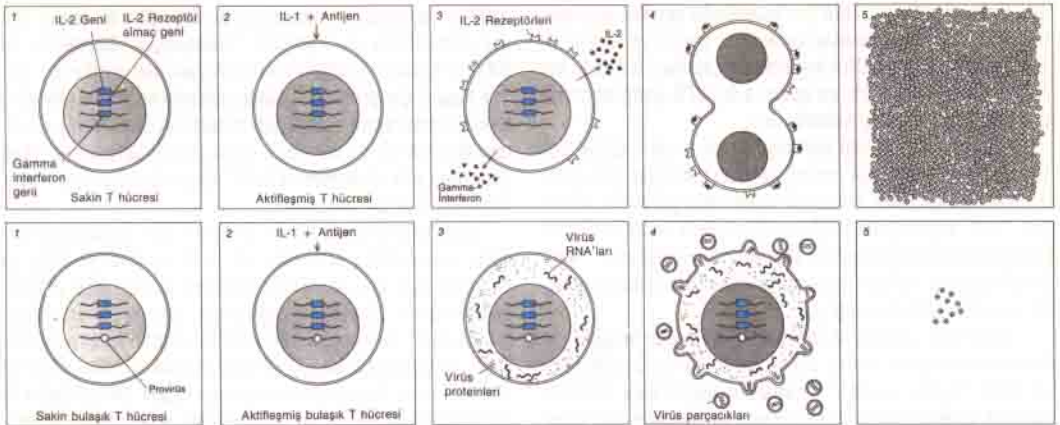 1
IL-2 Geni
IL-2 Rezeptör
almaç geni
Gamma
interferon
geni
Sakin T hücresi
2
IL-1 + Antijen
Aktifleşmiş T hücresi
3
IL-2 Rezeptörleri
IL-2
Gamma-
Interferon
4
5
1
Provirüs
Sakin bulaşık T hücresi
2
IL-1 + Antijen
Aktifleşmiş bulaşık T hücresi
3
Virüs
RNA'ları
Virüs
proteinleri
4
Virüs parçacıkları
5